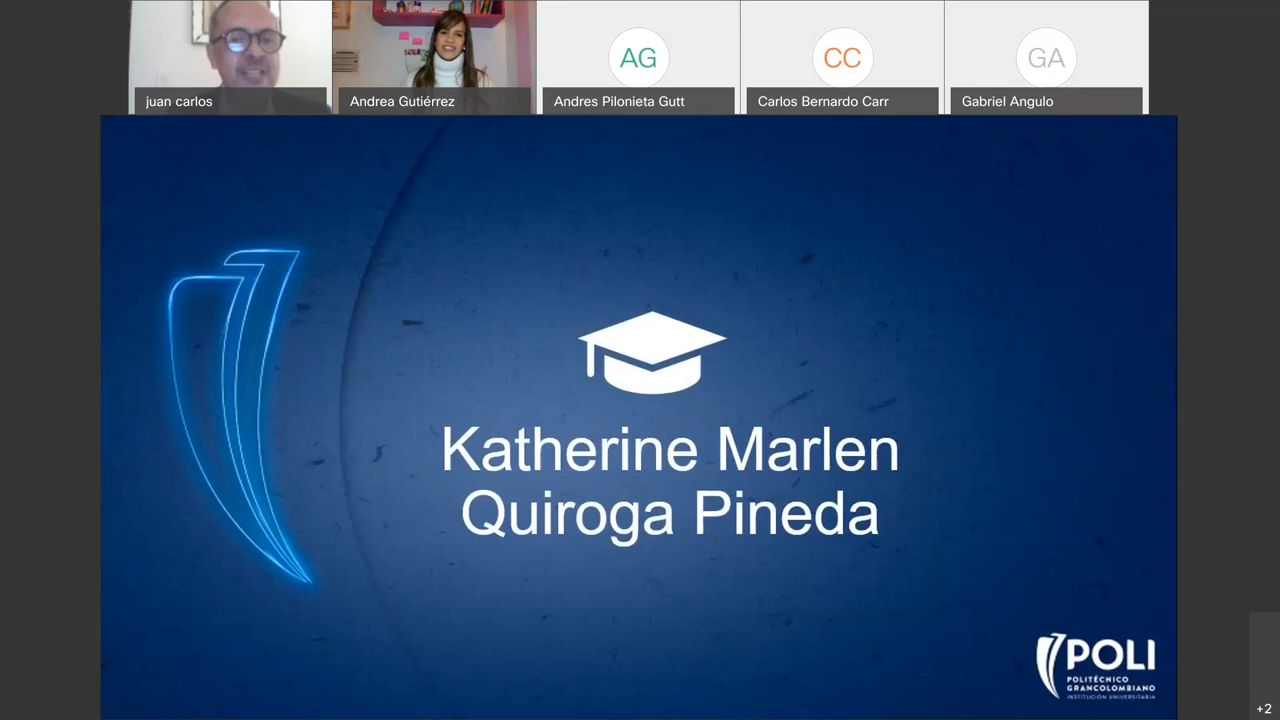 juan carlos
Andrea Gutiérrez
AG
Andres Pilonieta Gutt
CC
Carlos Bernardo Carr
GA
Gabriel Angulo
Katherine Marlen
Quiroga Pineda
POLI
POLITÉCNICO
GRANCOLOMBIANO
INSTITUCIÓN UNIVERSITARIA
+2